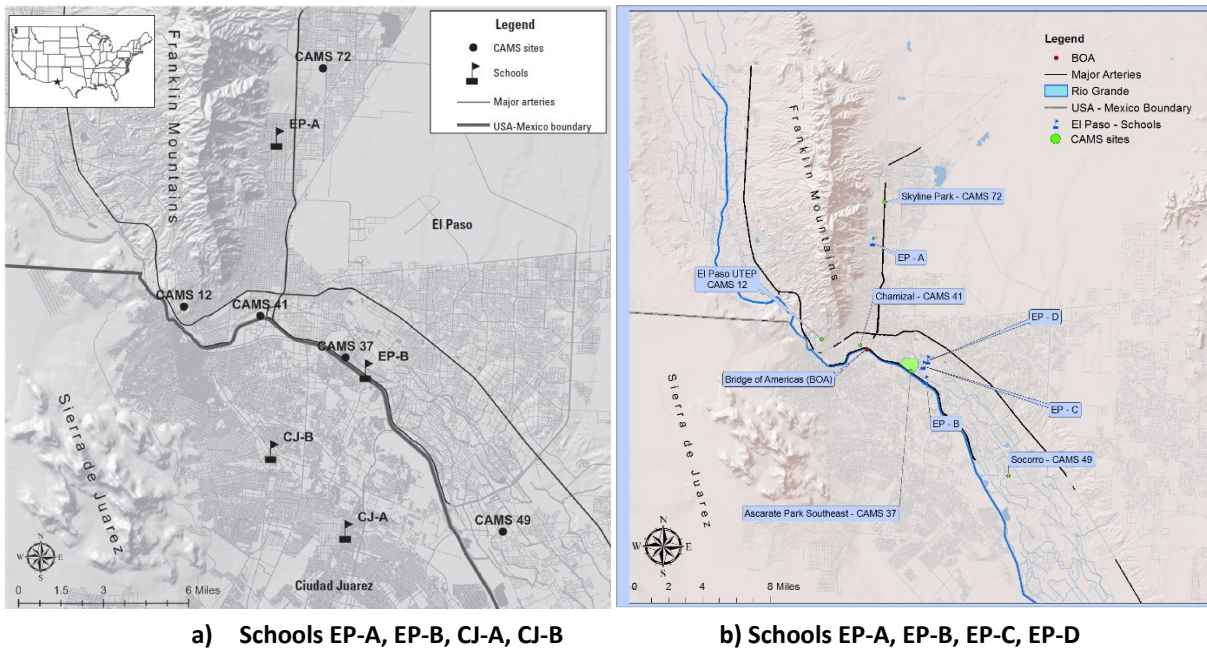 Legend
CAMS sites
Schools
Major arteries
USA-Mexico boundary
CAMS 72
Franklin Mountains
EP-A
El Paso
CAMS 12
CAMS 41
CAMS 37
EP-B
Sierra de Juarez
CJ-B
CJ-A
CAMS 49
Ciudad Juarez
N
W
E
S
0 1.5 3 6 Miles
a) Schools EP-A, EP-B, CJ-A, CJ-B
Legend
BOA
Major Arteries
Rio Grande
USA - Mexico Boundary
El Paso - Schools
CAMS sites
Franklin Mountains
Skyline Park - CAMS 72
EP - A
El Paso UTEP
CAMS 12
Chamizal - CAMS 41
EP - D
Bridge of Americas (BOA)
EP - C
EP - B
Socorro - CAMS 49
Sierra de Juarez
Ascarate Park Southeast - CAMS 37
N
W
E
S
0 2 4 8 Miles
b) Schools EP-A, EP-B, EP-C, EP-D